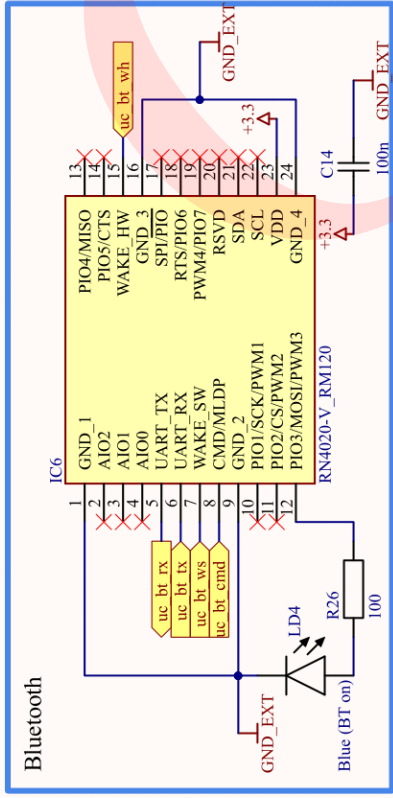 Bluetooth
IC6
1 GND_1
2 AIO2
3 AIO1
4 AIO0
5 UART_TX
6 UART_RX
7 WAKE_SW
8 CMD/MLDP
9 GND_2
10 PIO1/SCK/PWM1
11 PIO2/CS/PWM2
12 PIO3/MOSI/PWM3
PIO4/MISO 13
PIO5/CTS 14
WAKE_HW 15
GND_3 16
SPI/PIO 17
RTS/PIO6 18
PWM4/PIO7 19
RSVD 20
SDA 21
SCL 22
VDD 23
GND_4 24
RN4020-V_RM120
uc_bt_rx
uc_bt_tx
uc_bt_ws
uc_bt_cmd
uc_bt_wh
GND_EXT
LD4
Blue (BT on)
R26
100
GND_EXT
+3.3
+3.3
C14
100n
GND_EXT